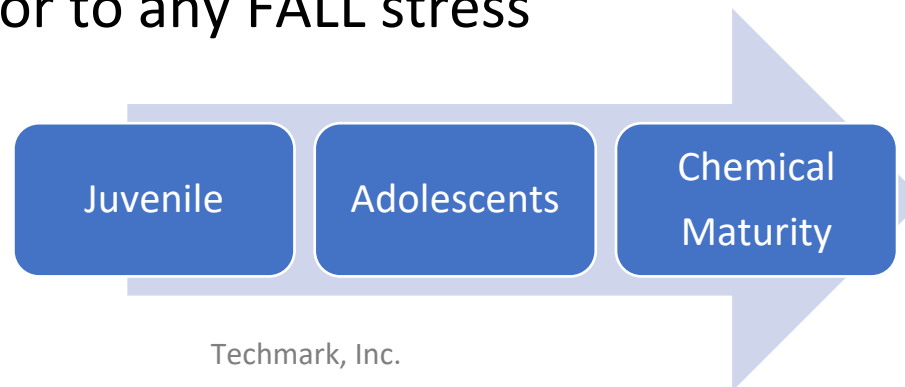 or to any FALL stress
Juvenile
Adolescents
Chemical
Maturity
Techmark, Inc.